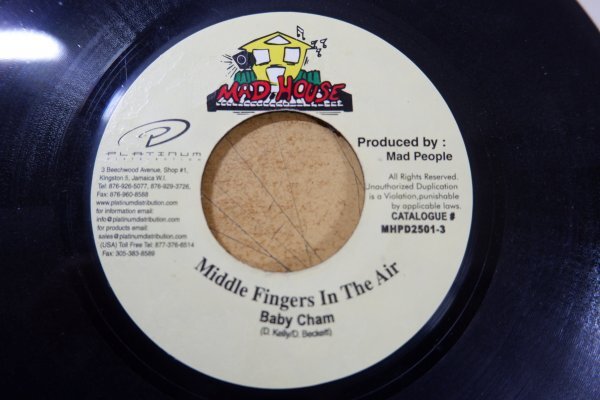 MAD HOUSE
PLATINUM
DISTRIBUTION
3 Beechwood Avenue, Shop #1,
Kingston 5, Jamaica W.I.
Tel: 876-926-5077, 876-929-3726,
Fax: 876-960-8588
www.platinumdistribution.com
for information email:
info@platinumdistribution.com
for products email:
sales@platinumdistribution.com
(USA) Toll Free Tel: 877-376-6514
Fax: 305-383-8589
Produced by :
Mad People
All Rights Reserved.
Unauthorized Duplication
is a Violation,punishable
by applicable laws.
CATALOGUE #
MHPD2501-3
Middle Fingers In The Air
Baby Cham
(D. Kelly/D. Beckett)